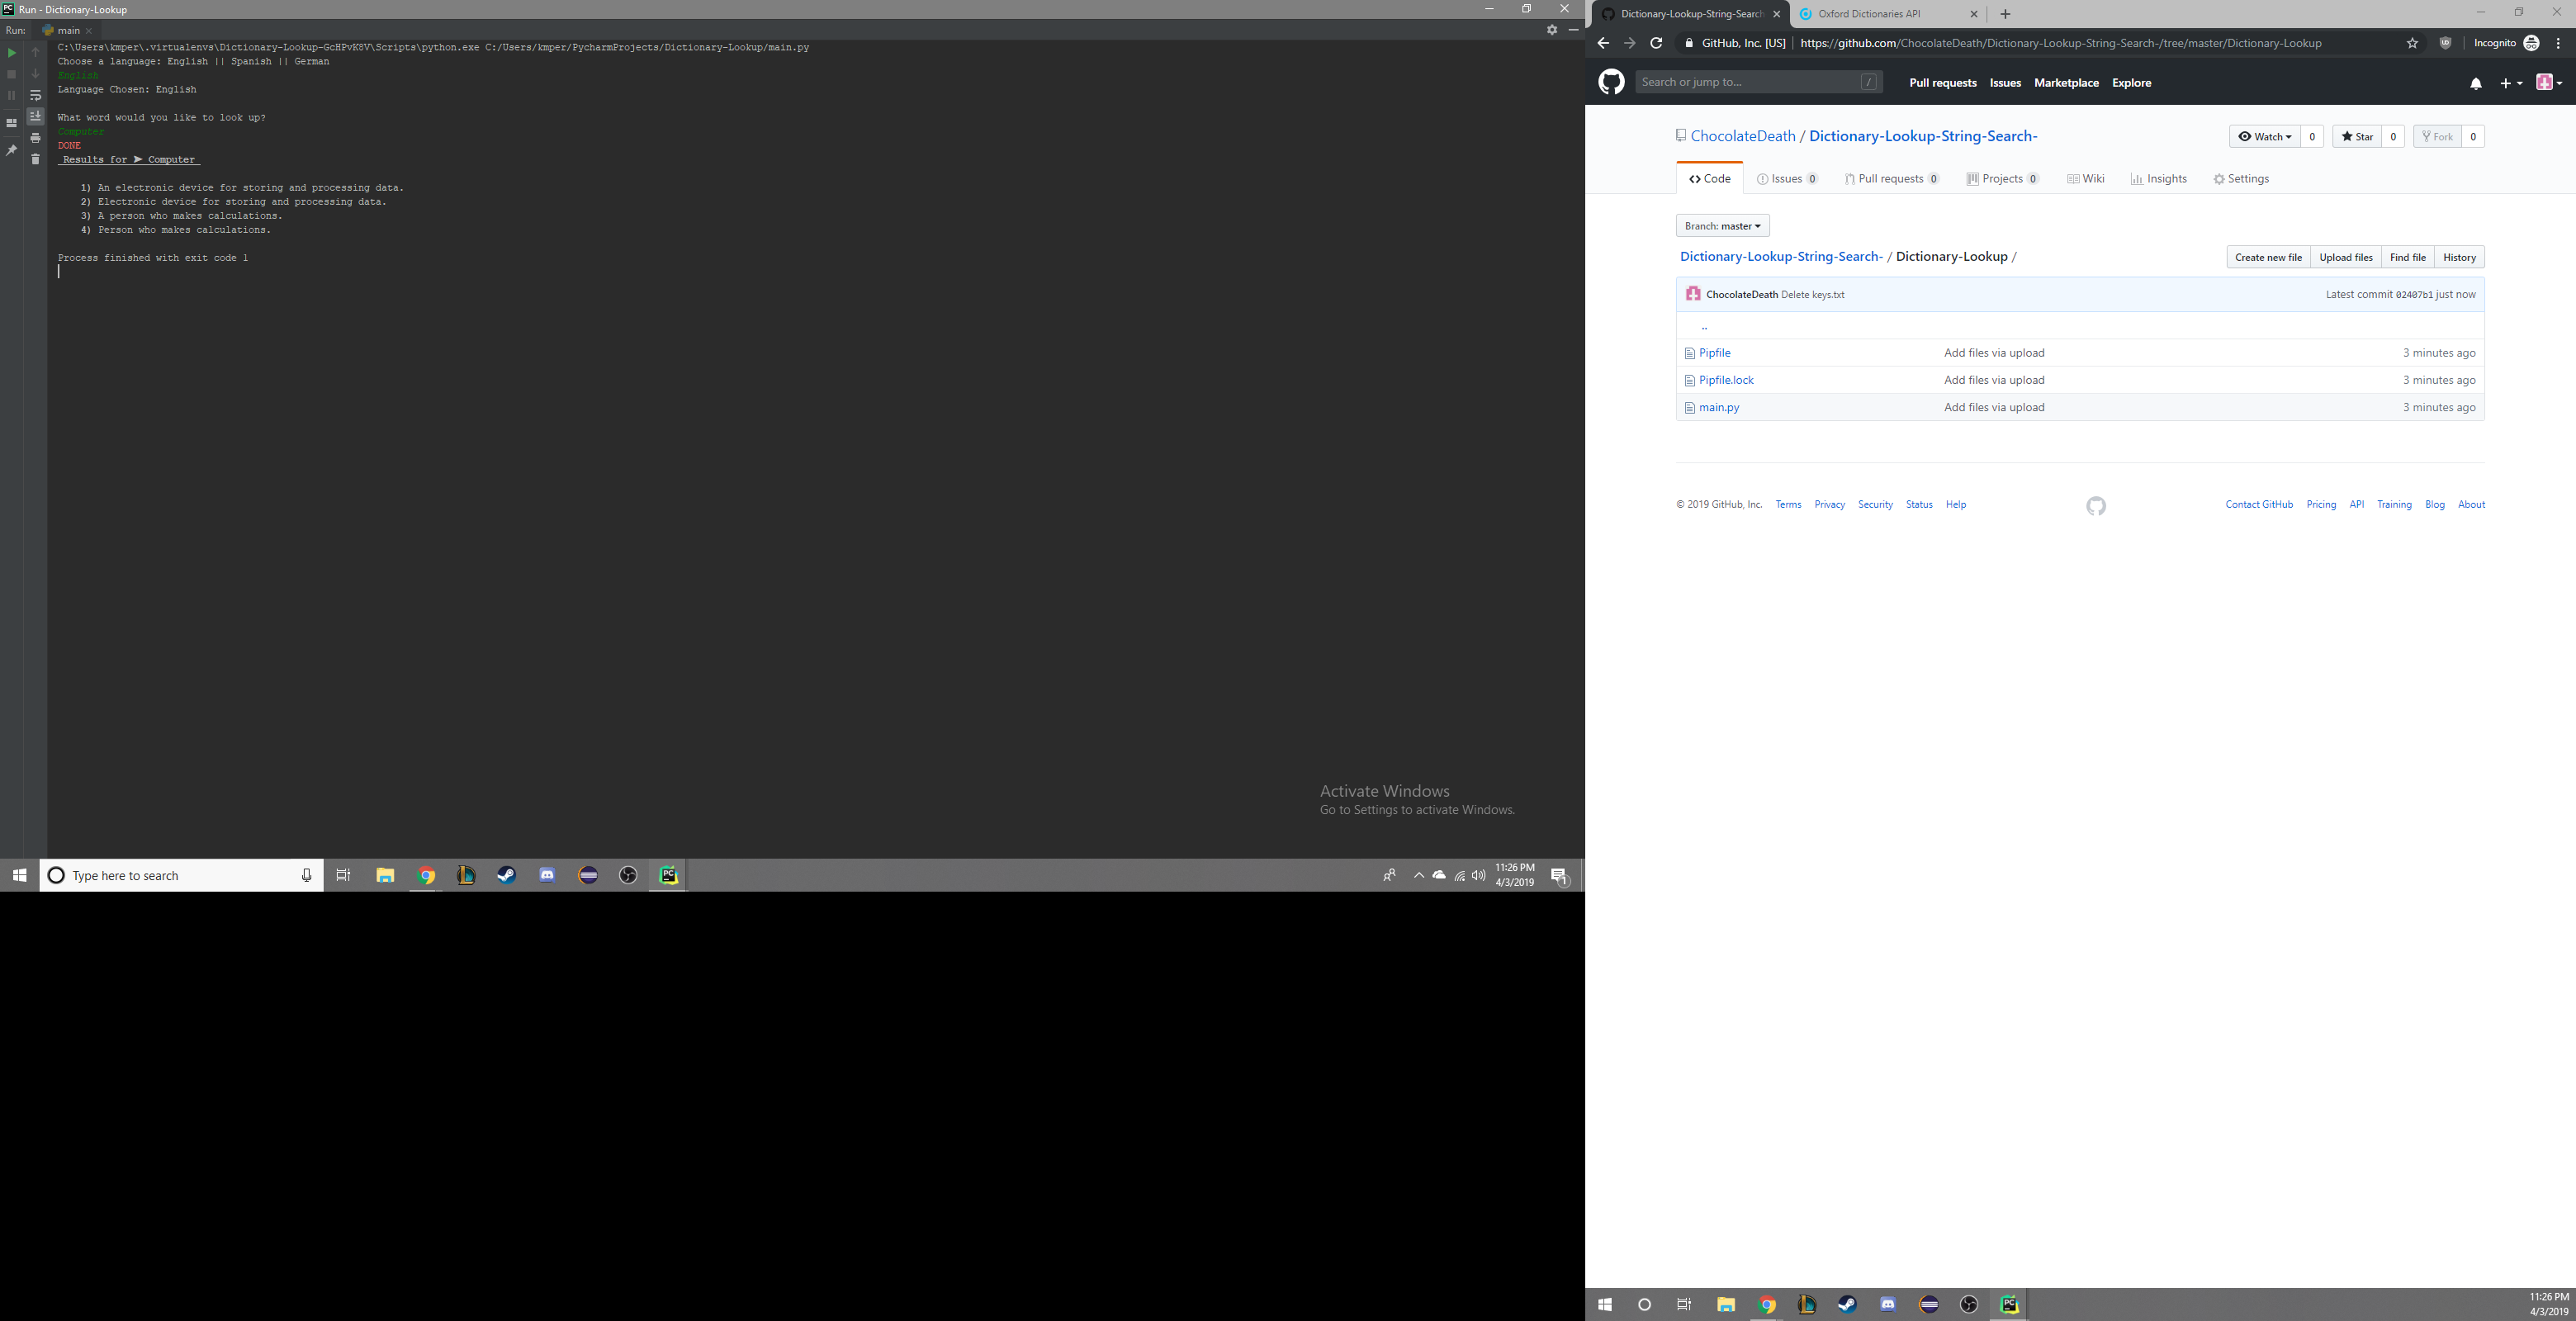 Run - Dictionary-Lookup
Run: main
C:\Users\kmper\.virtualenvs\Dictionary-Lookup-GcHPvK8V\Scripts\python.exe C:/Users/kmper/PycharmProjects/Dictionary-Lookup/main.py
Choose a language: English || Spanish || German
English
Language Chosen: English
What word would you like to look up?
Computer
DONE
Results for ➤ Computer
1) An electronic device for storing and processing data.
2) Electronic device for storing and processing data.
3) A person who makes calculations.
4) Person who makes calculations.
Process finished with exit code 1
Activate Windows
Go to Settings to activate Windows.
Type here to search
11:26 PM
4/3/2019
1
Dictionary-Lookup-String-Search
Oxford Dictionaries API
GitHub, Inc. [US] https://github.com/ChocolateDeath/Dictionary-Lookup-String-Search-/tree/master/Dictionary-Lookup
Incognito
Search or jump to... /
Pull requests Issues Marketplace Explore
ChocolateDeath / Dictionary-Lookup-String-Search-
Watch 0 Star 0 Fork 0
Code Issues 0 Pull requests 0 Projects 0 Wiki Insights Settings
Branch: master
Dictionary-Lookup-String-Search- / Dictionary-Lookup /
Create new file Upload files Find file History
ChocolateDeath Delete keys.txt Latest commit 02407b1 just now
..
Pipfile Add files via upload 3 minutes ago
Pipfile.lock Add files via upload 3 minutes ago
main.py Add files via upload 3 minutes ago
© 2019 GitHub, Inc. Terms Privacy Security Status Help Contact GitHub Pricing API Training Blog About
11:26 PM
4/3/2019